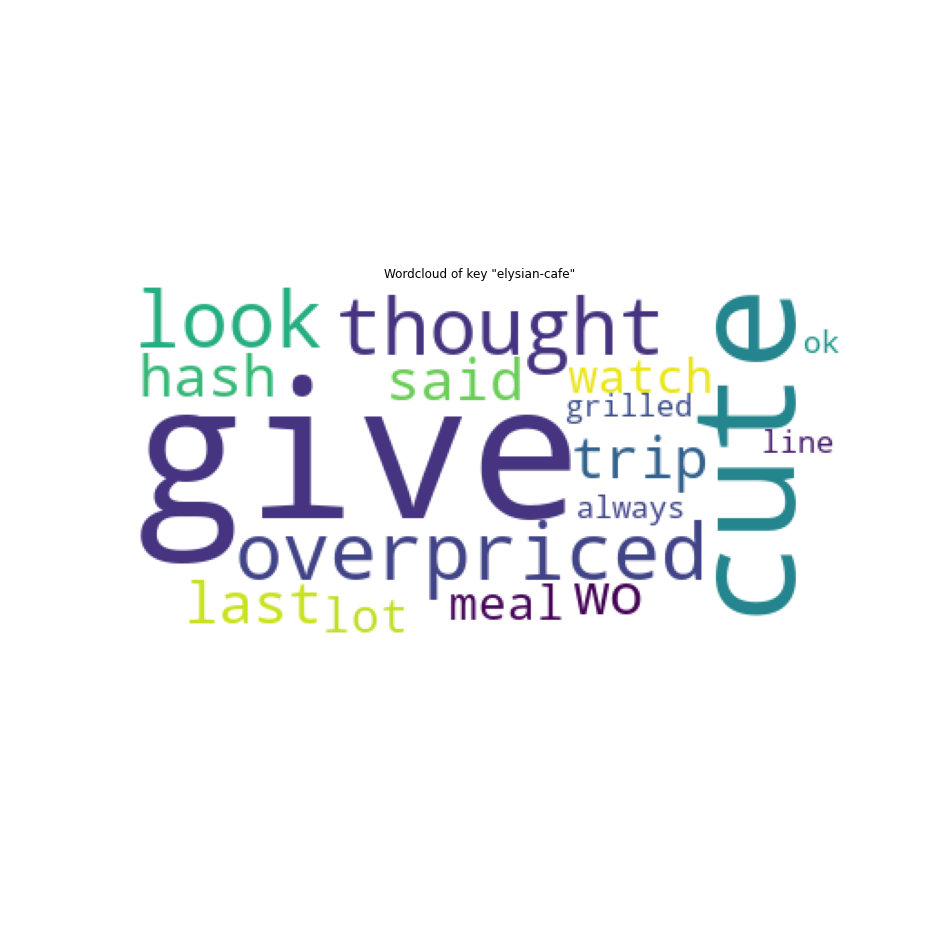 Wordcloud of key "elysian-cafe"
look
thought
cute
ok
hash
said
watch
grilled
give
trip
line
always
overpriced
last
lot
meal
wo